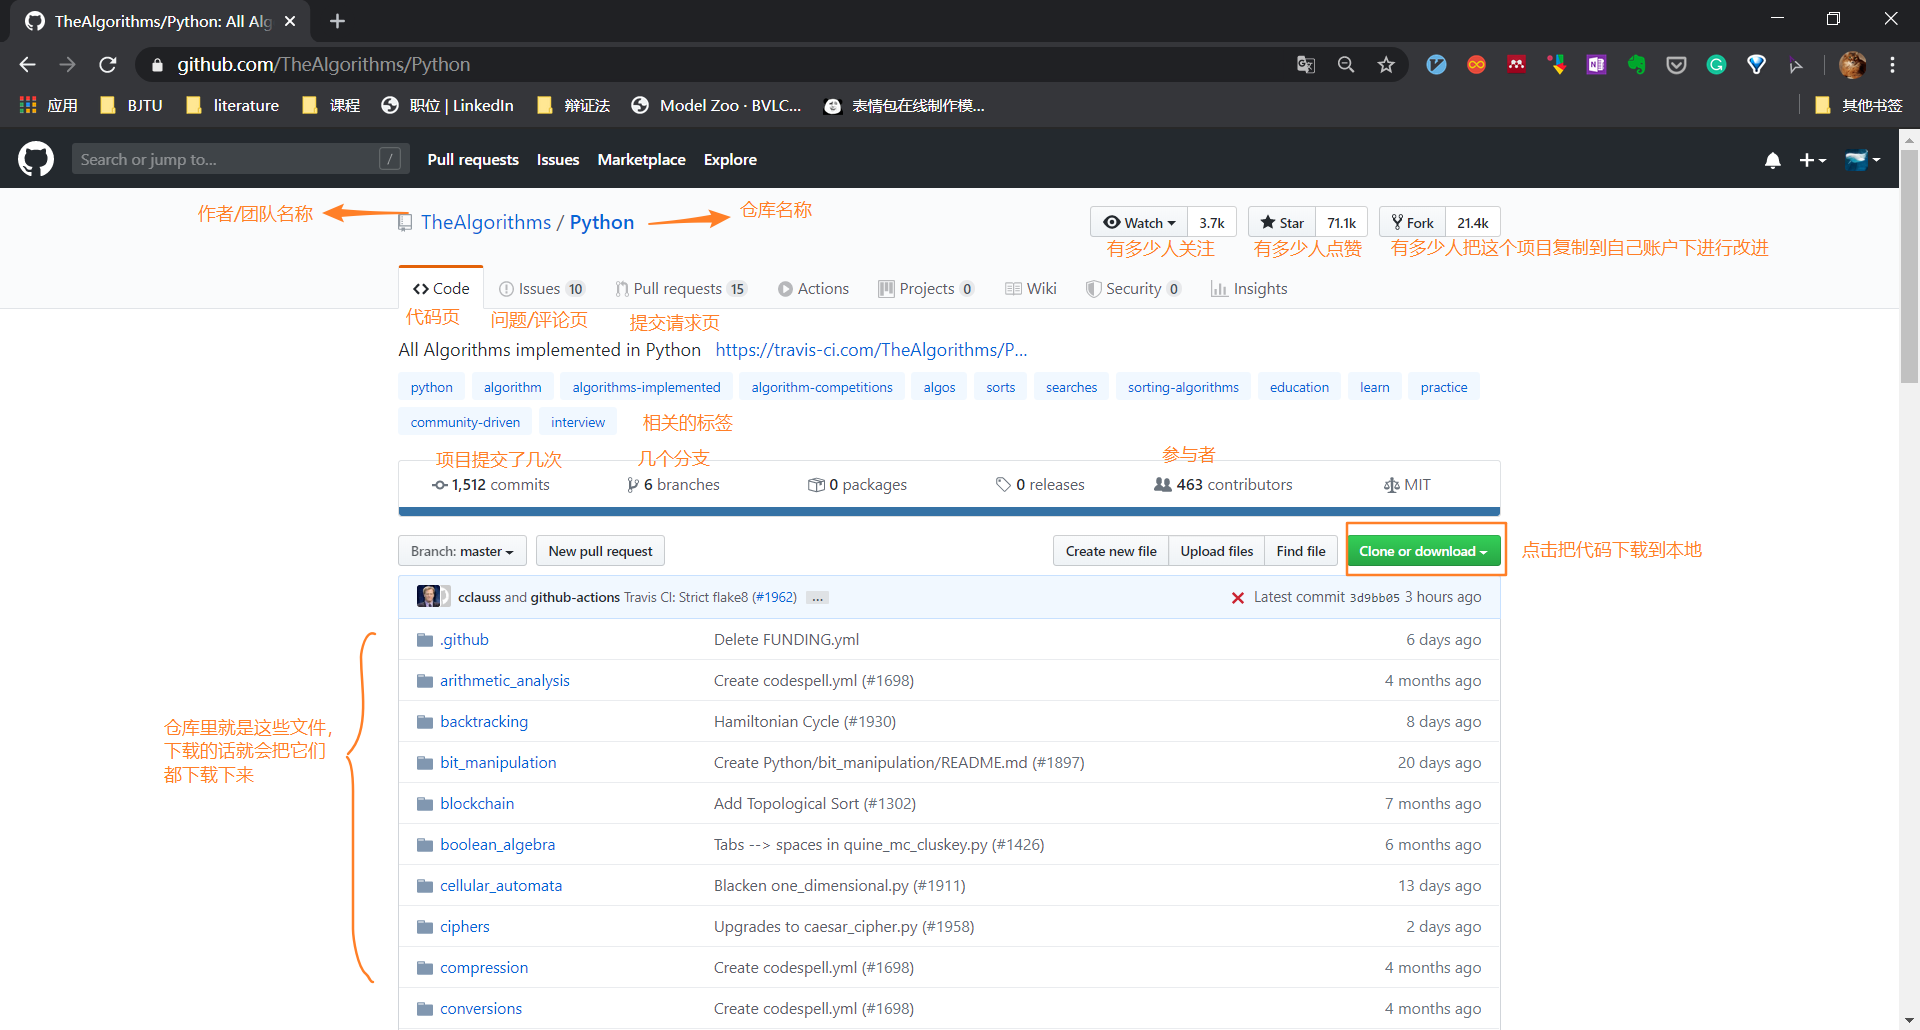 TheAlgorithms/Python: All Alg
github.com/TheAlgorithms/Python
应用 BJTU literature 课程 职位 | LinkedIn 辩证法 Model Zoo · BVLC... 表情包在线制作模... 其他书签
Search or jump to... / Pull requests Issues Marketplace Explore
作者/团队名称 TheAlgorithms / Python 仓库名称 Watch 3.7k Star 71.1k Fork 21.4k
有多少人关注 有多少人点赞 有多少人把这个项目复制到自己账户下进行改进
Code Issues 10 Pull requests 15 Actions Projects 0 Wiki Security 0 Insights
代码页 问题/评论页 提交请求页
All Algorithms implemented in Python https://travis-ci.com/TheAlgorithms/P...
python algorithm algorithms-implemented algorithm-competitions algos sorts searches sorting-algorithms education learn practice
community-driven interview 相关的标签
项目提交了几次 几个分支 参与者
1,512 commits 6 branches 0 packages 0 releases 463 contributors MIT
Branch: master New pull request Create new file Upload files Find file Clone or download 点击把代码下载到本地
cclauss and github-actions Travis CI: Strict flake8 (#1962) ... Latest commit 3d9bb05 3 hours ago
.github Delete FUNDING.yml 6 days ago
arithmetic_analysis Create codespell.yml (#1698) 4 months ago
backtracking Hamiltonian Cycle (#1930) 8 days ago
仓库里就是这些文件，
下载的话就会把它们
都下载下来
bit_manipulation Create Python/bit_manipulation/README.md (#1897) 20 days ago
blockchain Add Topological Sort (#1302) 7 months ago
boolean_algebra Tabs --> spaces in quine_mc_cluskey.py (#1426) 6 months ago
cellular_automata Blacken one_dimensional.py (#1911) 13 days ago
ciphers Upgrades to caesar_cipher.py (#1958) 2 days ago
compression Create codespell.yml (#1698) 4 months ago
conversions Create codespell.yml (#1698) 4 months ago